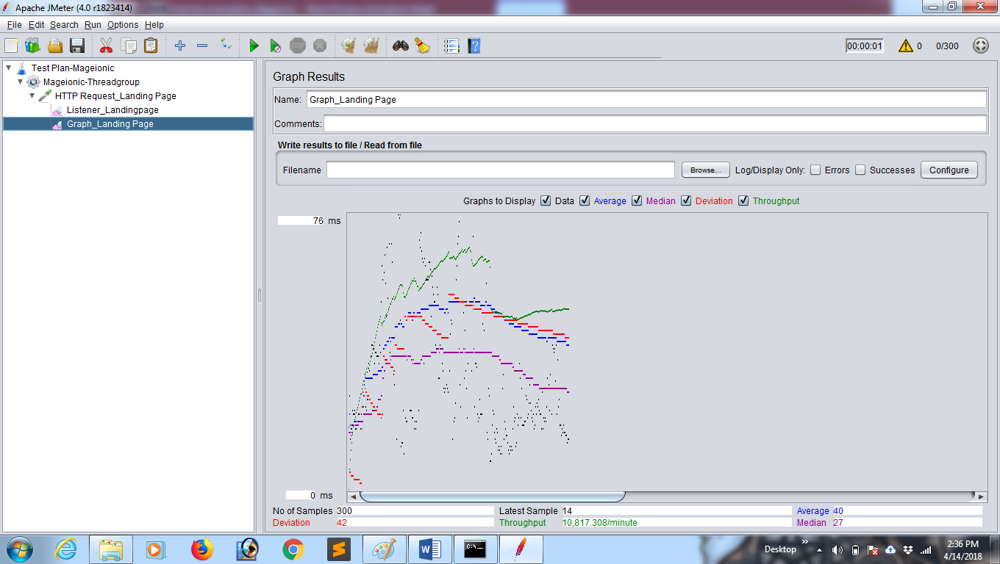 Apache JMeter (4.0 r1823414)
File Edit Search Run Options Help
STOP
00:00:01 0 0/300
Test Plan-Mageionic
Mageionic-Threadgroup
HTTP Request_Landing Page
Listener_Landingpage
Graph_Landing Page
Graph Results
Name: Graph_Landing Page
Comments:
Write results to file / Read from file
Filename Browse... Log/Display Only: Errors Successes Configure
Graphs to Display Data Average Median Deviation Throughput
76 ms
0 ms
No of Samples 300 Latest Sample 14 Average 40
Deviation 42 Throughput 10,817.308/minute Median 27
Desktop
2:36 PM
4/14/2018